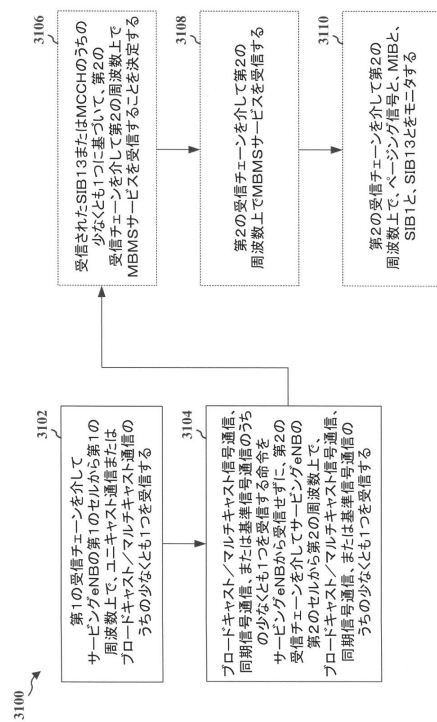 3100
3102
第1の受信チェーンを介して
サービングeNBの第1のセルから第1の
周波数上で、ユニキャスト通信または
ブロードキャスト/マルチキャスト通信の
うちの少なくとも1つを受信する
3104
ブロードキャスト/マルチキャスト信号通信、
同期信号通信、または基準信号通信のうち
の少なくとも1つを受信する命令を
サービングeNBから受信せずに、第2の
受信チェーンを介してサービングeNBの
第2のセルから第2の周波数上で、
ブロードキャスト/マルチキャスト信号通信、
同期信号通信、または基準信号通信の
うちの少なくとも1つを受信する
3106
受信されたSIB13またはMCCHのうちの
少なくとも1つに基づいて、第2の
受信チェーンを介して第2の周波数上で
MBMSサービスを受信することを決定する
3108
第2の受信チェーンを介して第2の
周波数上でMBMSサービスを受信する
3110
第2の受信チェーンを介して第2の
周波数上で、ページング信号と、MIBと、
SIB1と、SIB13とをモニタする